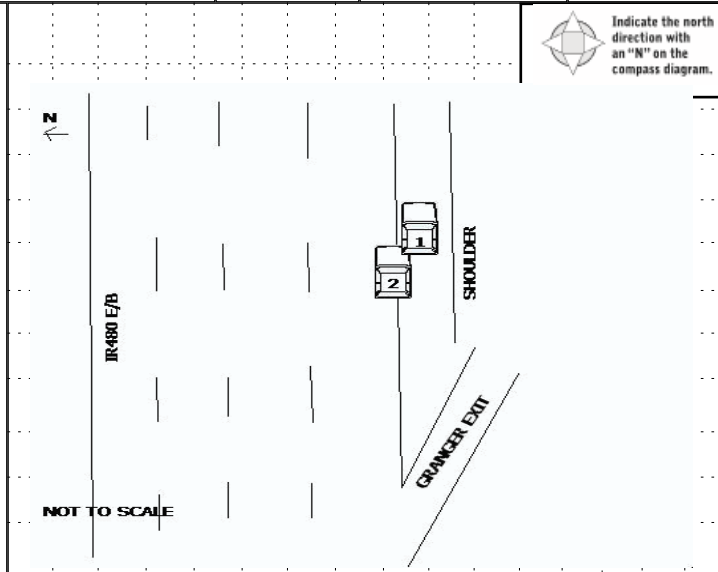 Indicate the north
direction with
an “N” on the
compass diagram.
N
1
2
SHOULDER
IR480 E/B
GRANGER EXIT
NOT TO SCALE